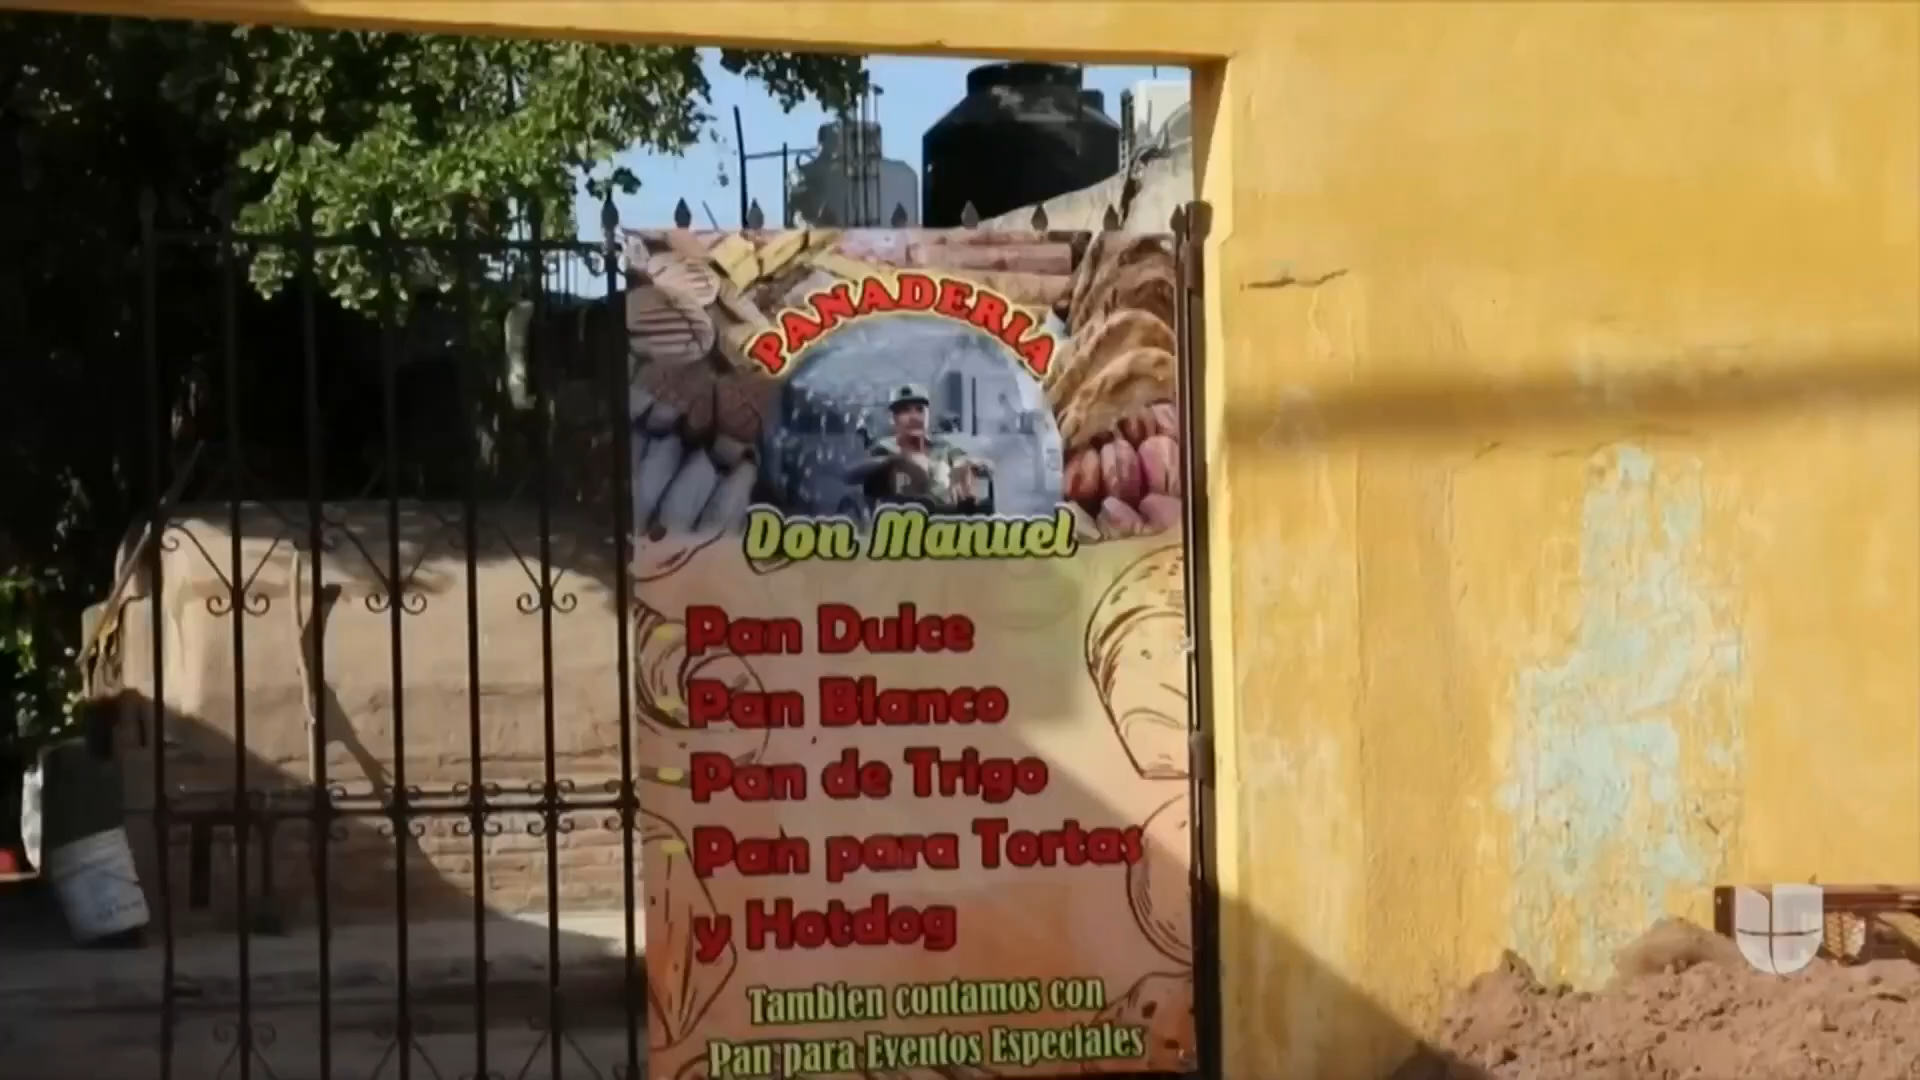 PANADERIA
Don Manuel
Pan Dulce
Pan Blanco
Pan de Trigo
Pan para Tortas
y Hotdog
Tambien contamos con
Pan para Eventos Especiales